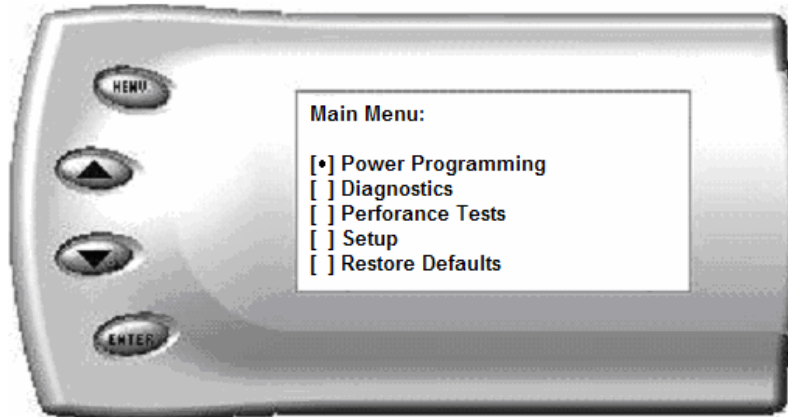 MENU
Main Menu:
[•] Power Programming
[ ] Diagnostics
[ ] Perforance Tests
[ ] Setup
[ ] Restore Defaults
ENTER